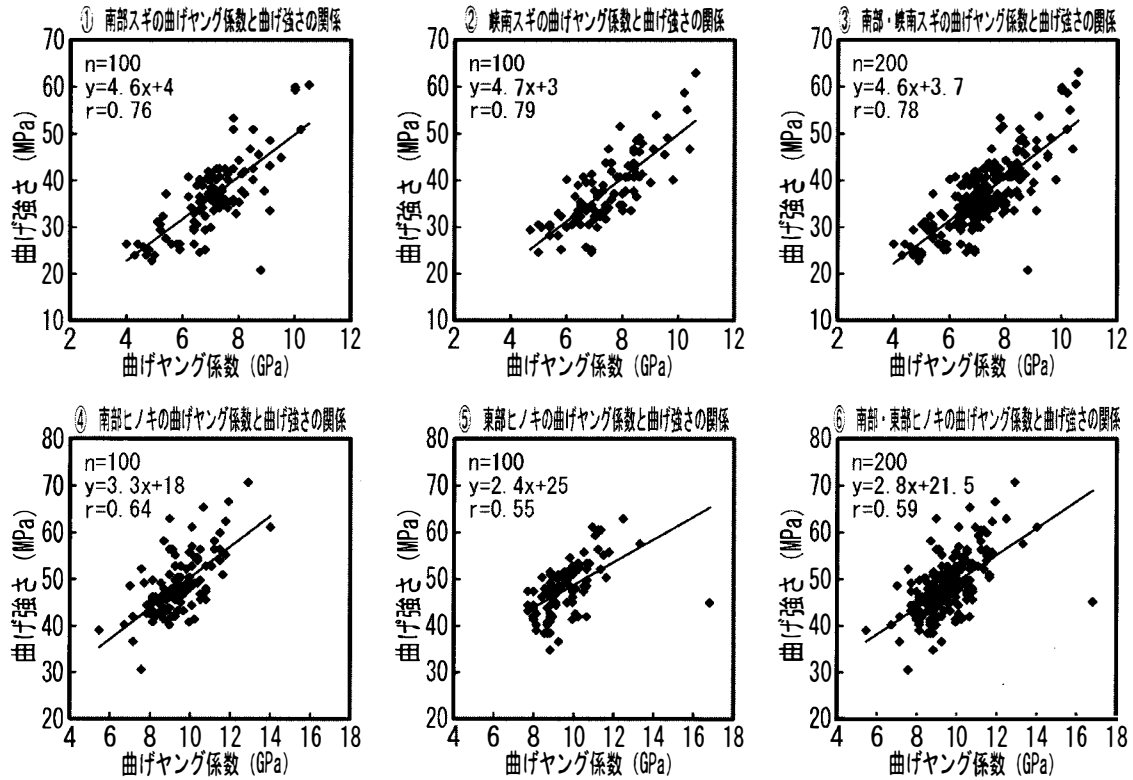 ① 南部スギの曲げヤング係数と曲げ強さの関係
n=100
y=4.6x+4
r=0.76
曲げ強さ (MPa)
70
60
50
40
30
20
10
2 4 6 8 10 12
曲げヤング係数 (GPa)
② 峡南スギの曲げヤング係数と曲げ強さの関係
n=100
y=4.7x+3
r=0.79
曲げ強さ (MPa)
70
60
50
40
30
20
10
2 4 6 8 10 12
曲げヤング係数 (GPa)
③ 南部・峡南スギの曲げヤング係数と曲げ強さの関係
n=200
y=4.6x+3.7
r=0.78
曲げ強さ (MPa)
70
60
50
40
30
20
10
2 4 6 8 10 12
曲げヤング係数 (GPa)
④ 南部ヒノキの曲げヤング係数と曲げ強さの関係
n=100
y=3.3x+18
r=0.64
曲げ強さ (MPa)
80
70
60
50
40
30
20
4 6 8 10 12 14 16 18
曲げヤング係数 (GPa)
⑤ 東部ヒノキの曲げヤング係数と曲げ強さの関係
n=100
y=2.4x+25
r=0.55
曲げ強さ (MPa)
80
70
60
50
40
30
20
4 6 8 10 12 14 16 18
曲げヤング係数 (GPa)
⑥ 南部・東部ヒノキの曲げヤング係数と曲げ強さの関係
n=200
y=2.8x+21.5
r=0.59
曲げ強さ (MPa)
80
70
60
50
40
30
20
4 6 8 10 12 14 16 18
曲げヤング係数 (GPa)